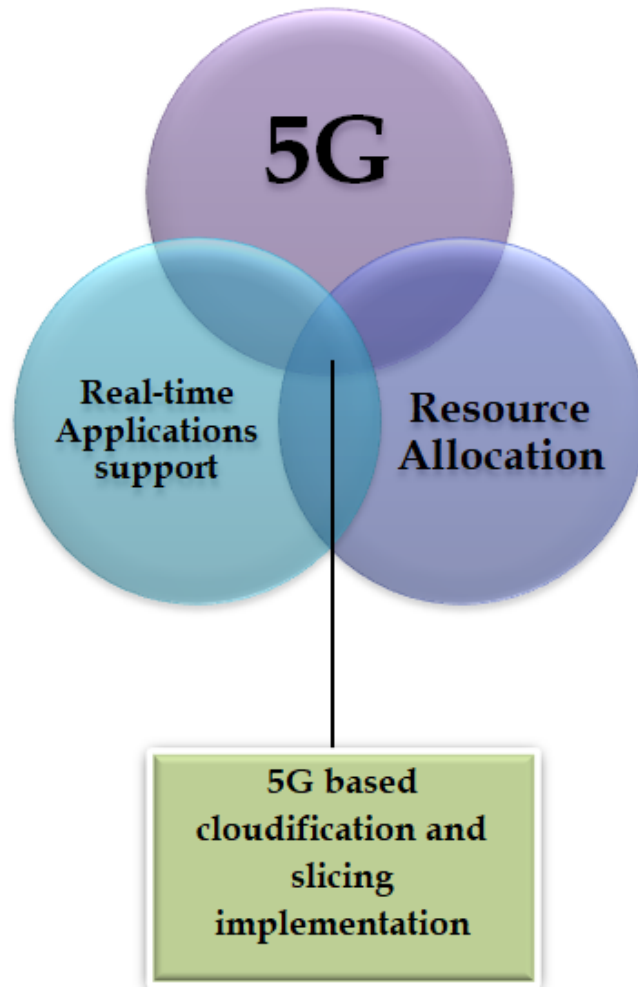 5G
Real-time
Applications
support
Resource
Allocation
5G based
cloudification and
slicing
implementation